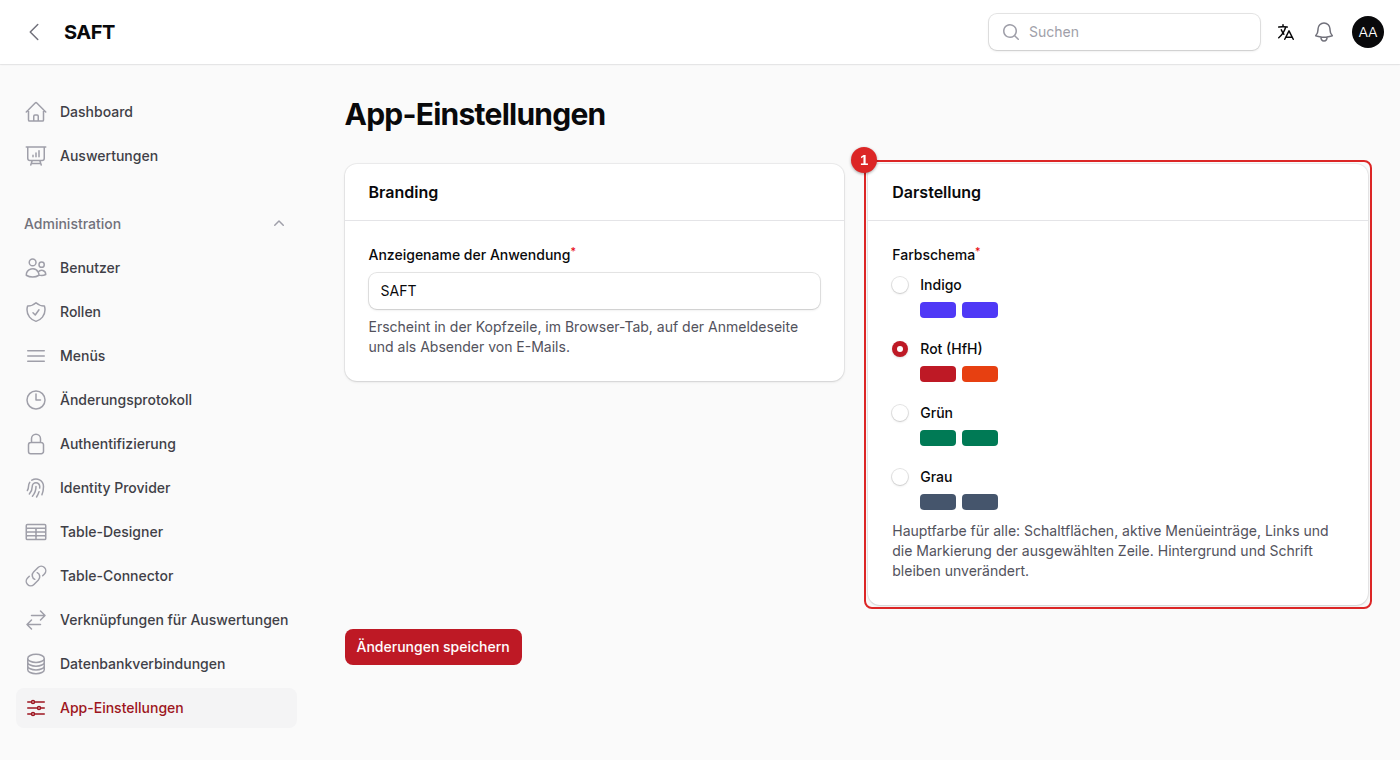 SAFT
Suchen
AA
Dashboard
Auswertungen
Administration
Benutzer
Rollen
Menüs
Änderungsprotokoll
Authentifizierung
Identity Provider
Table-Designer
Table-Connector
Verknüpfungen für Auswertungen
Datenbankverbindungen
App-Einstellungen
App-Einstellungen
Branding
Anzeigename der Anwendung*
SAFT
Erscheint in der Kopfzeile, im Browser-Tab, auf der Anmeldeseite
und als Absender von E-Mails.
1
Darstellung
Farbschema*
Indigo
Rot (HfH)
Grün
Grau
Hauptfarbe für alle: Schaltflächen, aktive Menüeinträge, Links und
die Markierung der ausgewählten Zeile. Hintergrund und Schrift
bleiben unverändert.
Änderungen speichern